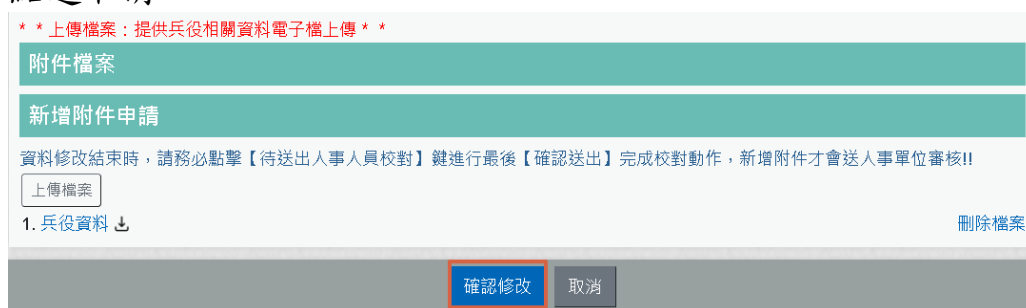 * * 上傳檔案：提供兵役相關資料電子檔上傳 * *
附件檔案
新增附件申請
資料修改結束時，請務必點擊【待送出人事人員校對】鍵進行最後【確認送出】完成校對動作，新增附件才會送人事單位審核!!
上傳檔案
1. 兵役資料
刪除檔案
確認修改
取消